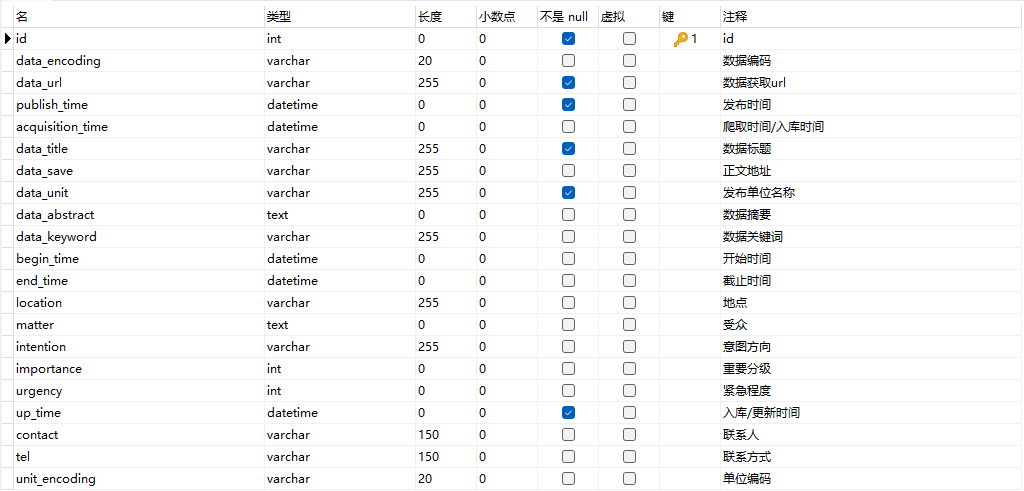 名 类型 长度 小数点 不是 null 虚拟 键 注释
id int 0 0 1 id
data_encoding varchar 20 0 数据编码
data_url varchar 255 0 数据获取url
publish_time datetime 0 0 发布时间
acquisition_time datetime 0 0 爬取时间/入库时间
data_title varchar 255 0 数据标题
data_save varchar 255 0 正文地址
data_unit varchar 255 0 发布单位名称
data_abstract text 0 0 数据摘要
data_keyword varchar 255 0 数据关键词
begin_time datetime 0 0 开始时间
end_time datetime 0 0 截止时间
location varchar 255 0 地点
matter text 0 0 受众
intention varchar 255 0 意图方向
importance int 0 0 重要分级
urgency int 0 0 紧急程度
up_time datetime 0 0 入库/更新时间
contact varchar 150 0 联系人
tel varchar 150 0 联系方式
unit_encoding varchar 20 0 单位编码